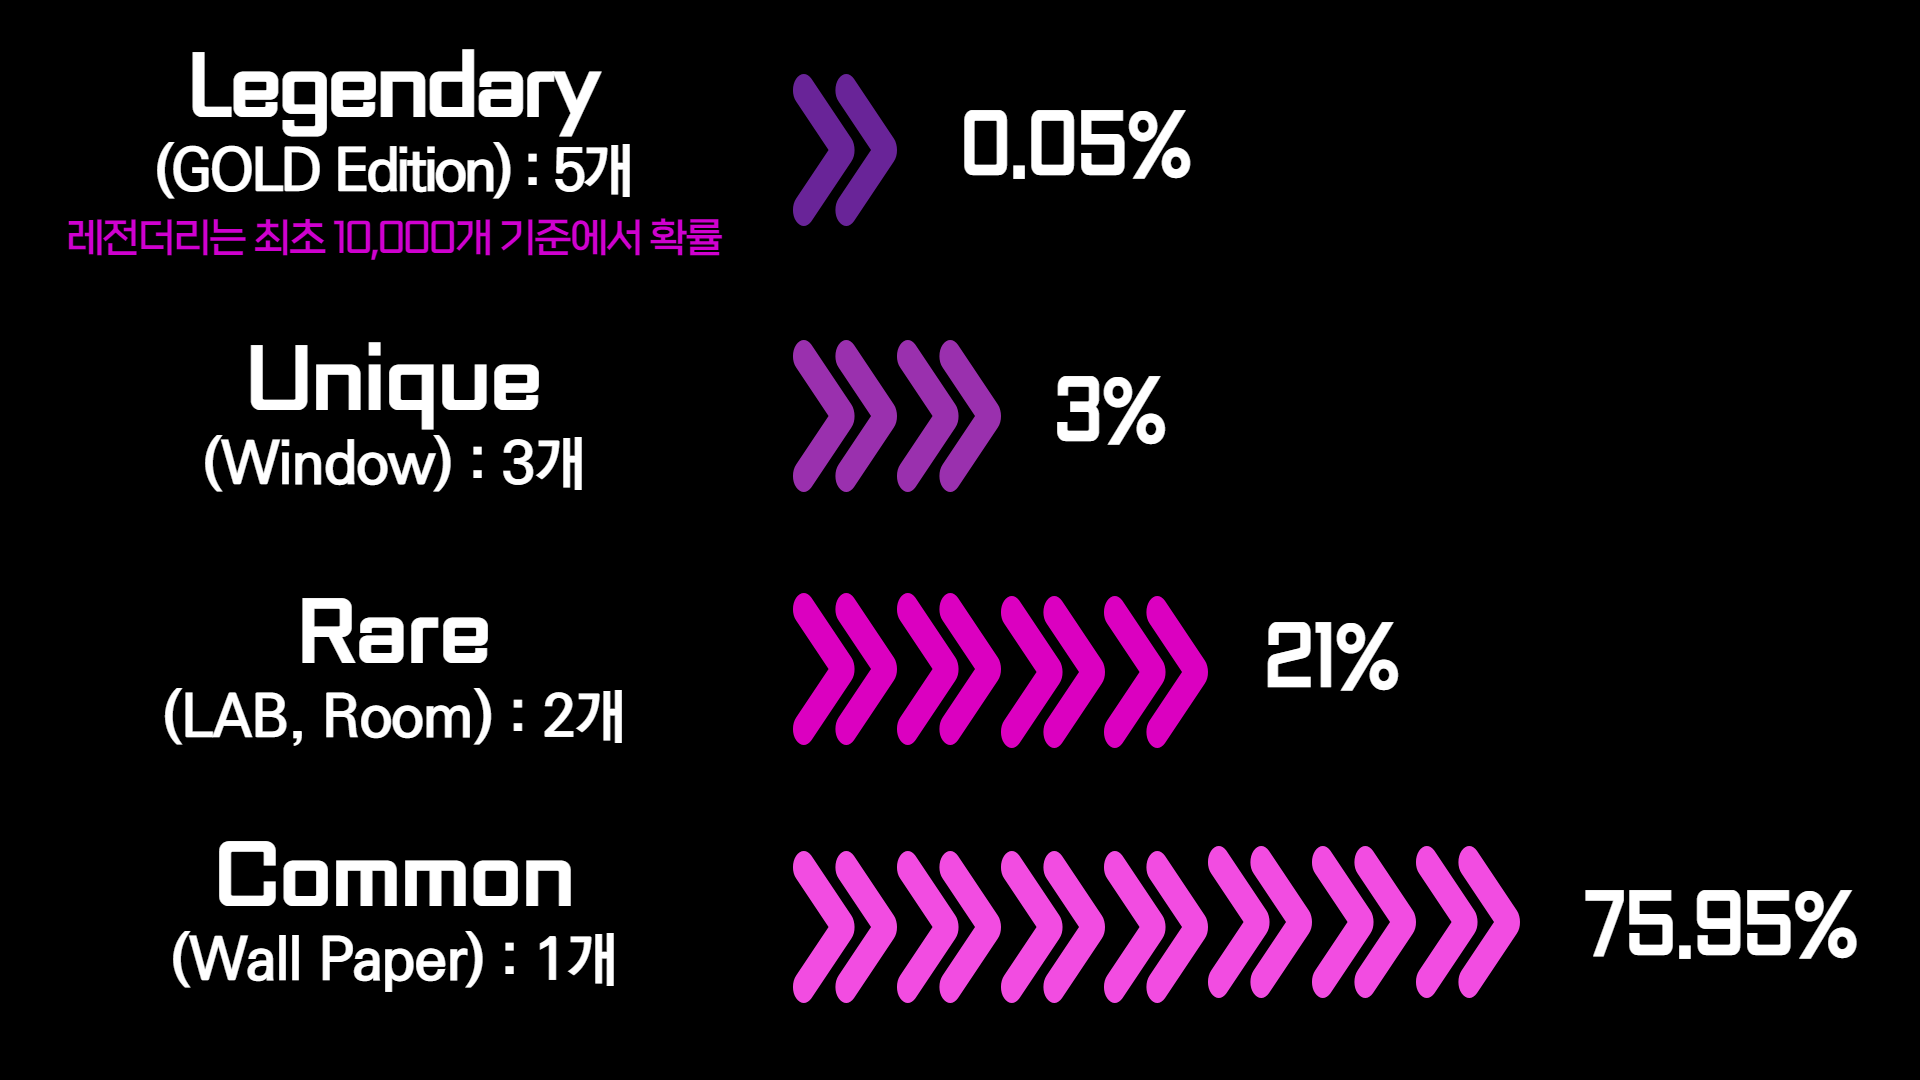 Legendary
(GOLD Edition) : 5개
레전더리는 최초 10,000개 기준에서 확률
0.05%
Unique
(Window) : 3개
3%
Rare
(LAB, Room) : 2개
21%
Common
(Wall Paper) : 1개
75.95%